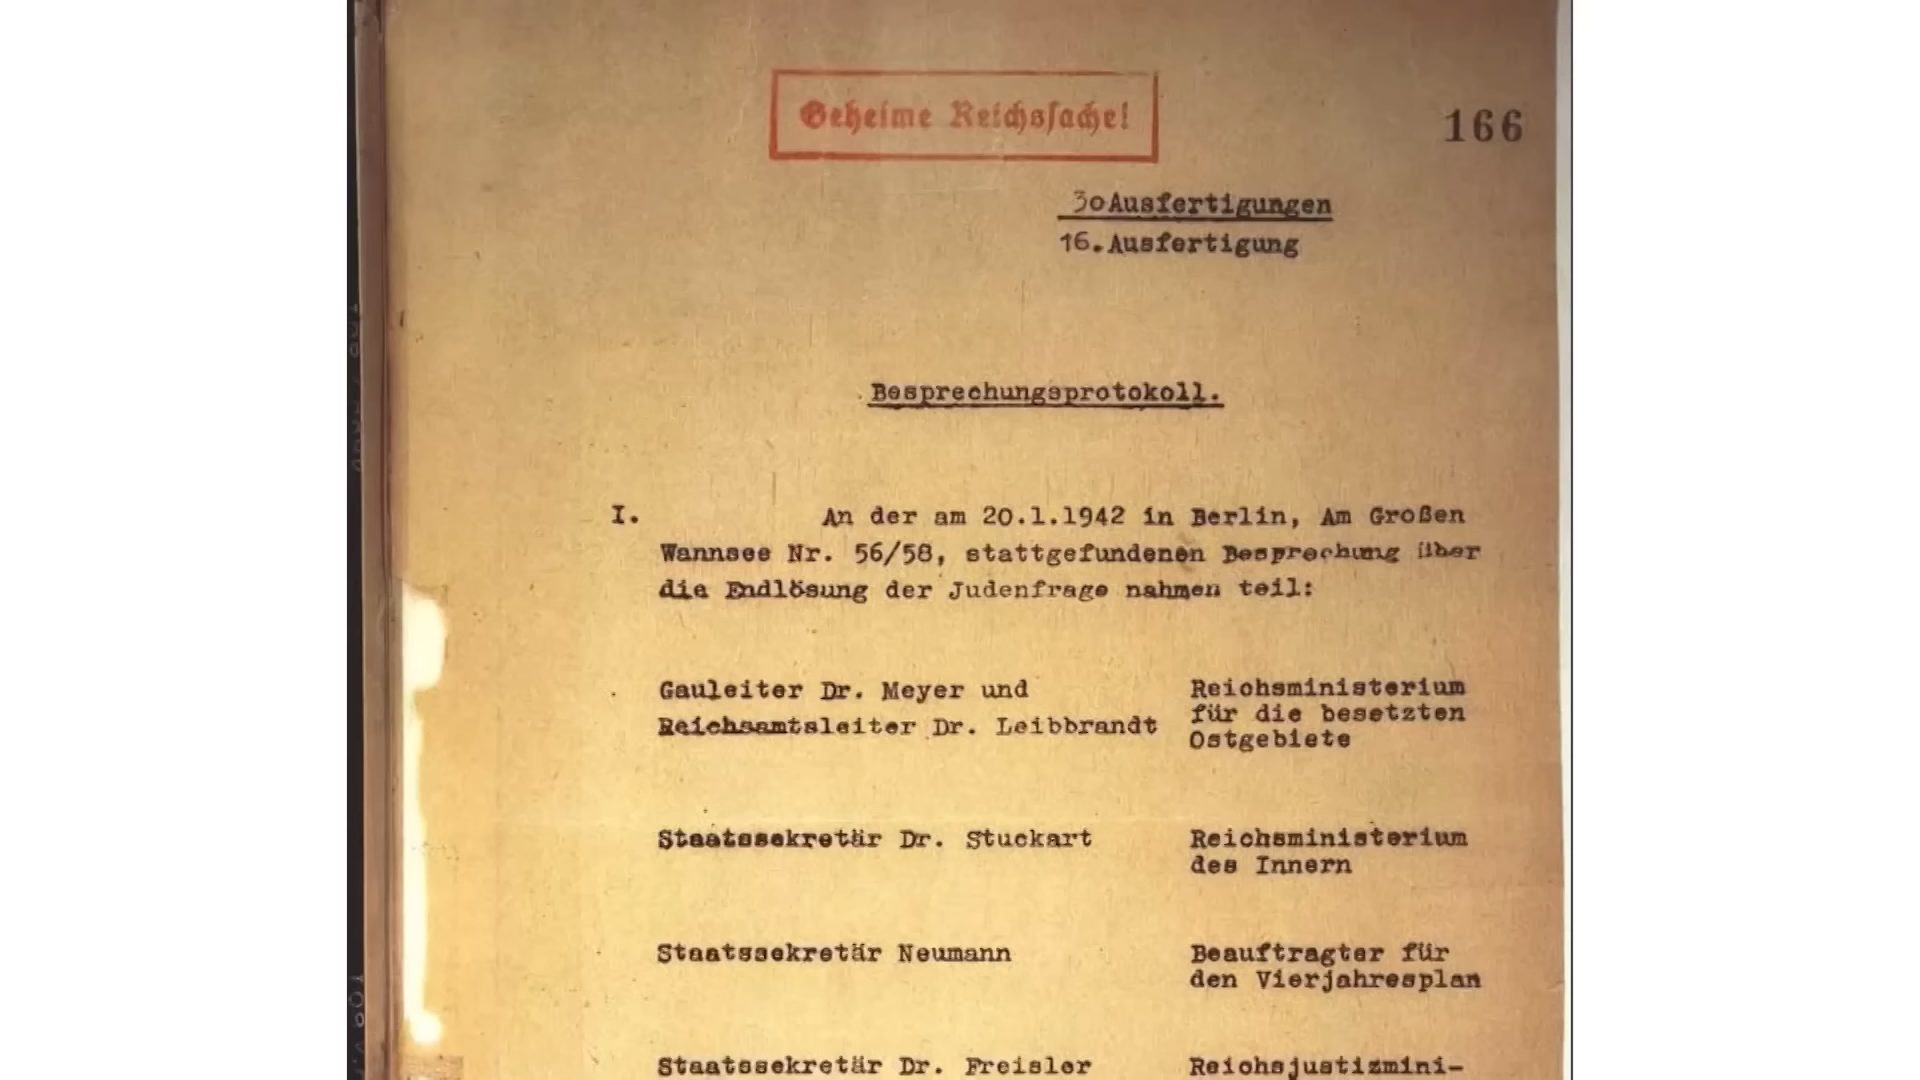 Geheime Reichssache!
166
30 Ausfertigungen
16. Ausfertigung
Besprechungsprotokoll.
I. An der am 20.1.1942 in Berlin, Am Großen
Wannsee Nr. 56/58, stattgefundenen Besprechung über
die Endlösung der Judenfrage nahmen teil:
Gauleiter Dr. Meyer und
Reichsamtsleiter Dr. Leibbrandt
Reichsministerium
für die besetzten
Ostgebiete
Staatssekretär Dr. Stuckart
Reichsministerium
des Innern
Staatssekretär Neumann
Beauftragter für
den Vierjahresplan
Staatssekretär Dr. Freisler
Reichsjustizmini-